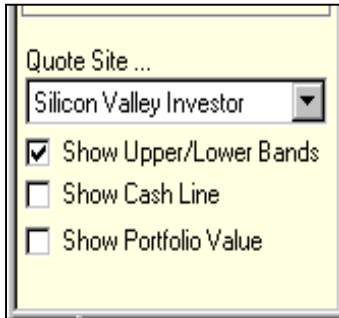 Quote Site ...
Silicon Valley Investor
Show Upper/Lower Bands
Show Cash Line
Show Portfolio Value